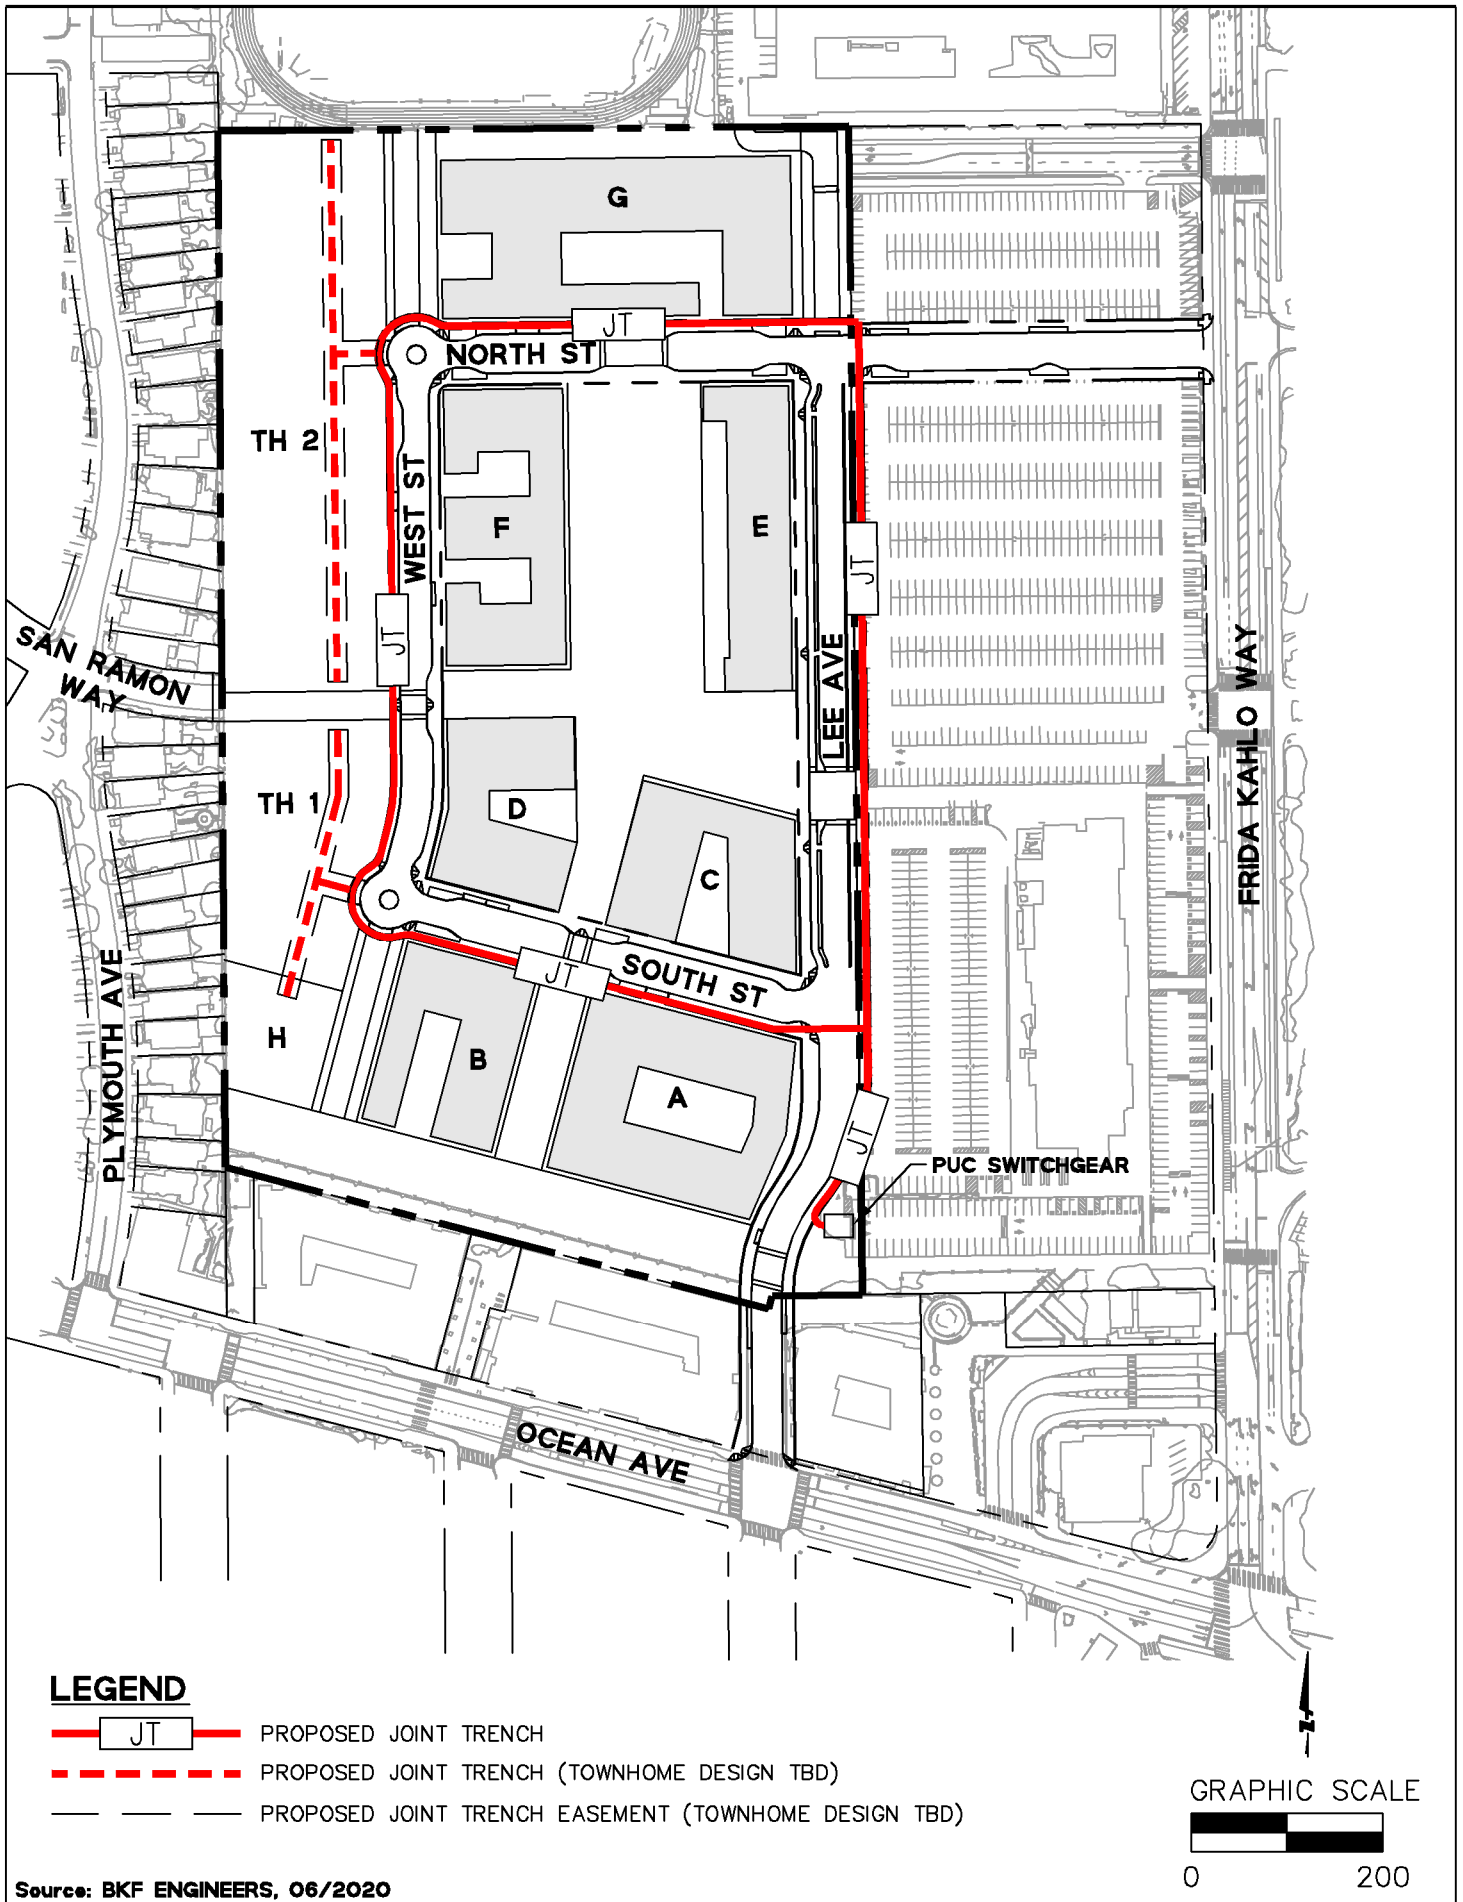 G
JT
NORTH ST
TH 2
WEST ST
F
E
JT
JT
SAN RAMON
WAY
LEE AVE
FRIDA KAHLO WAY
TH 1
D
C
PLYMOUTH AVE
JT
SOUTH ST
H
B
A
JT
PUC SWITCHGEAR
OCEAN AVE
LEGEND
JT PROPOSED JOINT TRENCH
PROPOSED JOINT TRENCH (TOWNHOME DESIGN TBD)
PROPOSED JOINT TRENCH EASEMENT (TOWNHOME DESIGN TBD)
Z
GRAPHIC SCALE
0 200
Source: BKF ENGINEERS, 06/2020